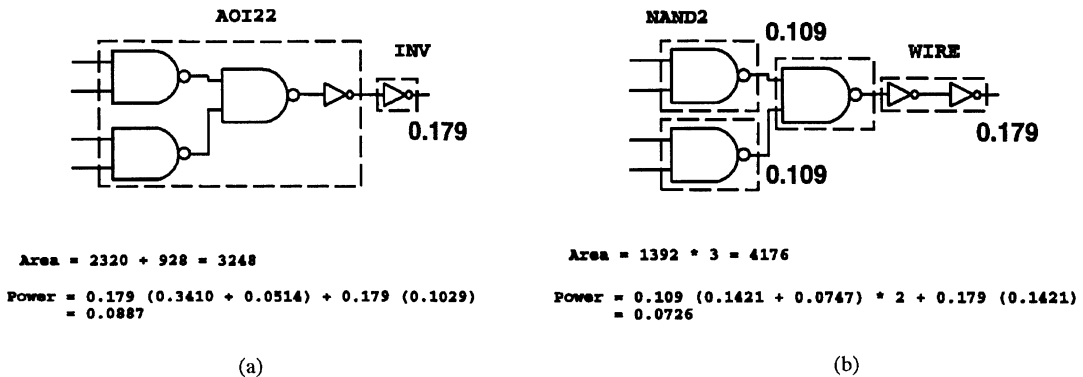 AOI22
INV
0.179
Area = 2320 + 928 = 3248
Power = 0.179 (0.3410 + 0.0514) + 0.179 (0.1029)
= 0.0887
(a)
NAND2
0.109
WIRE
0.179
0.109
Area = 1392 * 3 = 4176
Power = 0.109 (0.1421 + 0.0747) * 2 + 0.179 (0.1421)
= 0.0726
(b)